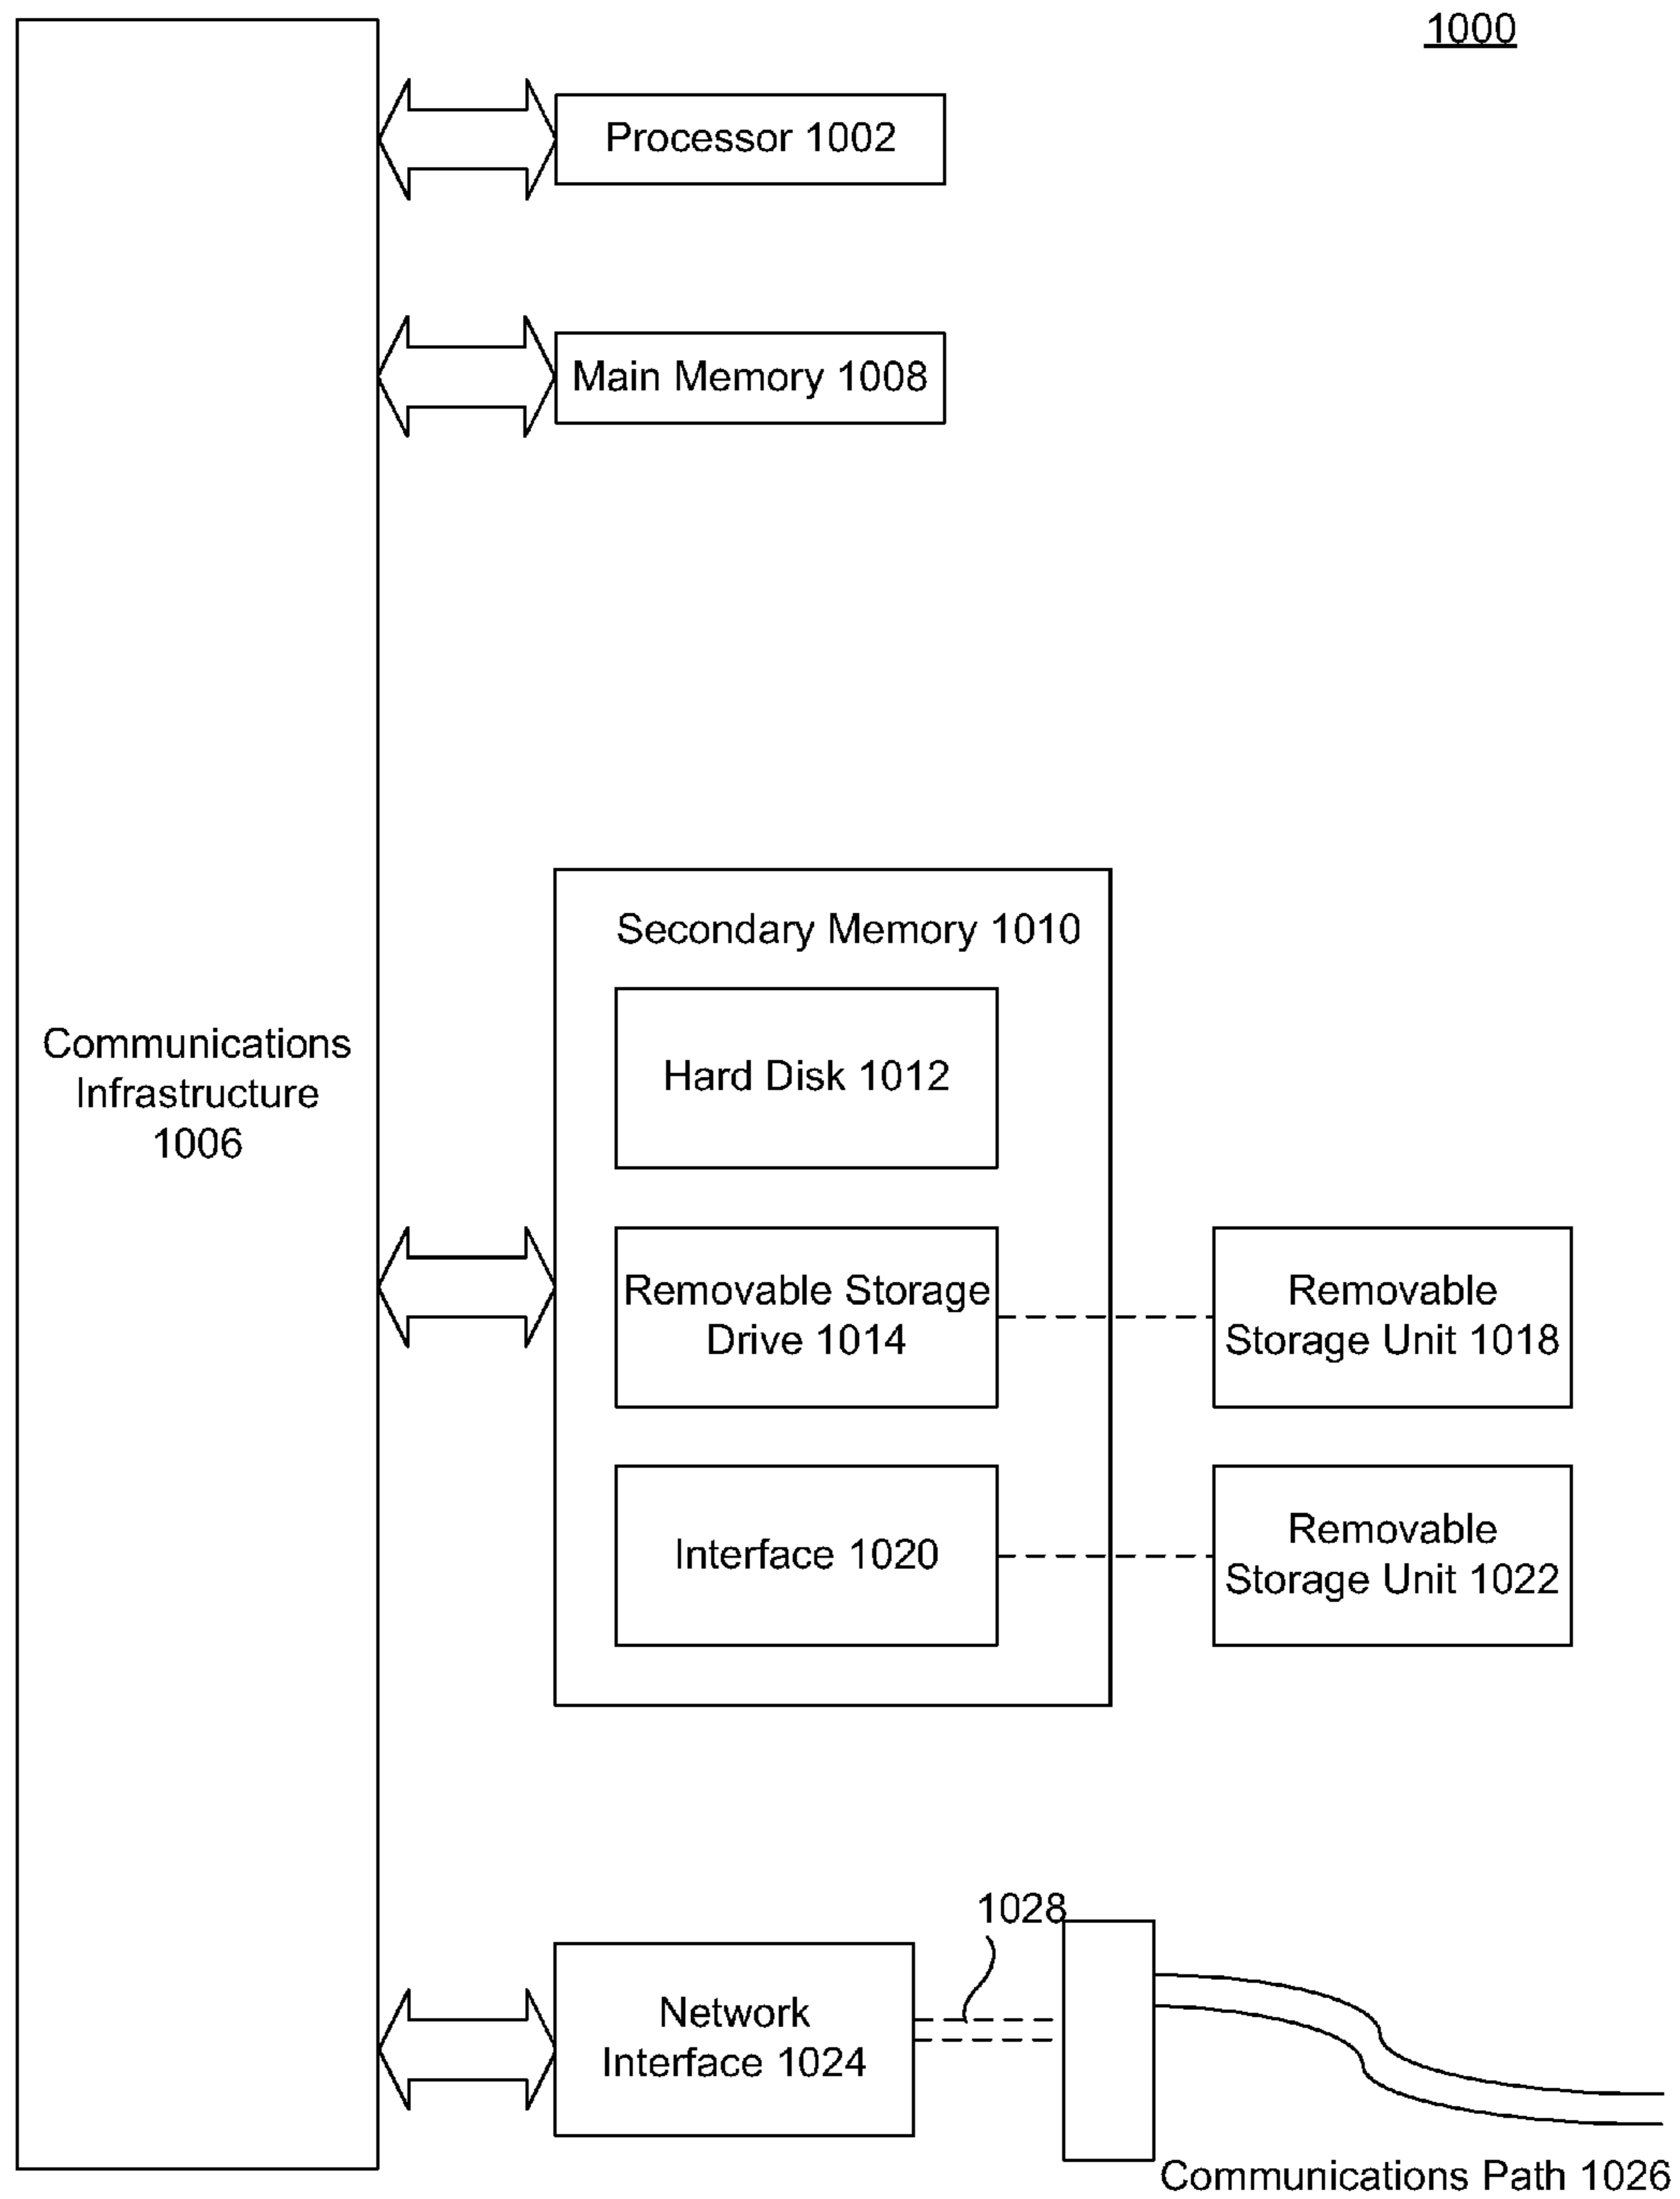 1000
Processor 1002
Main Memory 1008
Secondary Memory 1010
Hard Disk 1012
Communications
Infrastructure
1006
Removable Storage
Drive 1014
Removable
Storage Unit 1018
Interface 1020
Removable
Storage Unit 1022
1028
Network
Interface 1024
Communications Path 1026